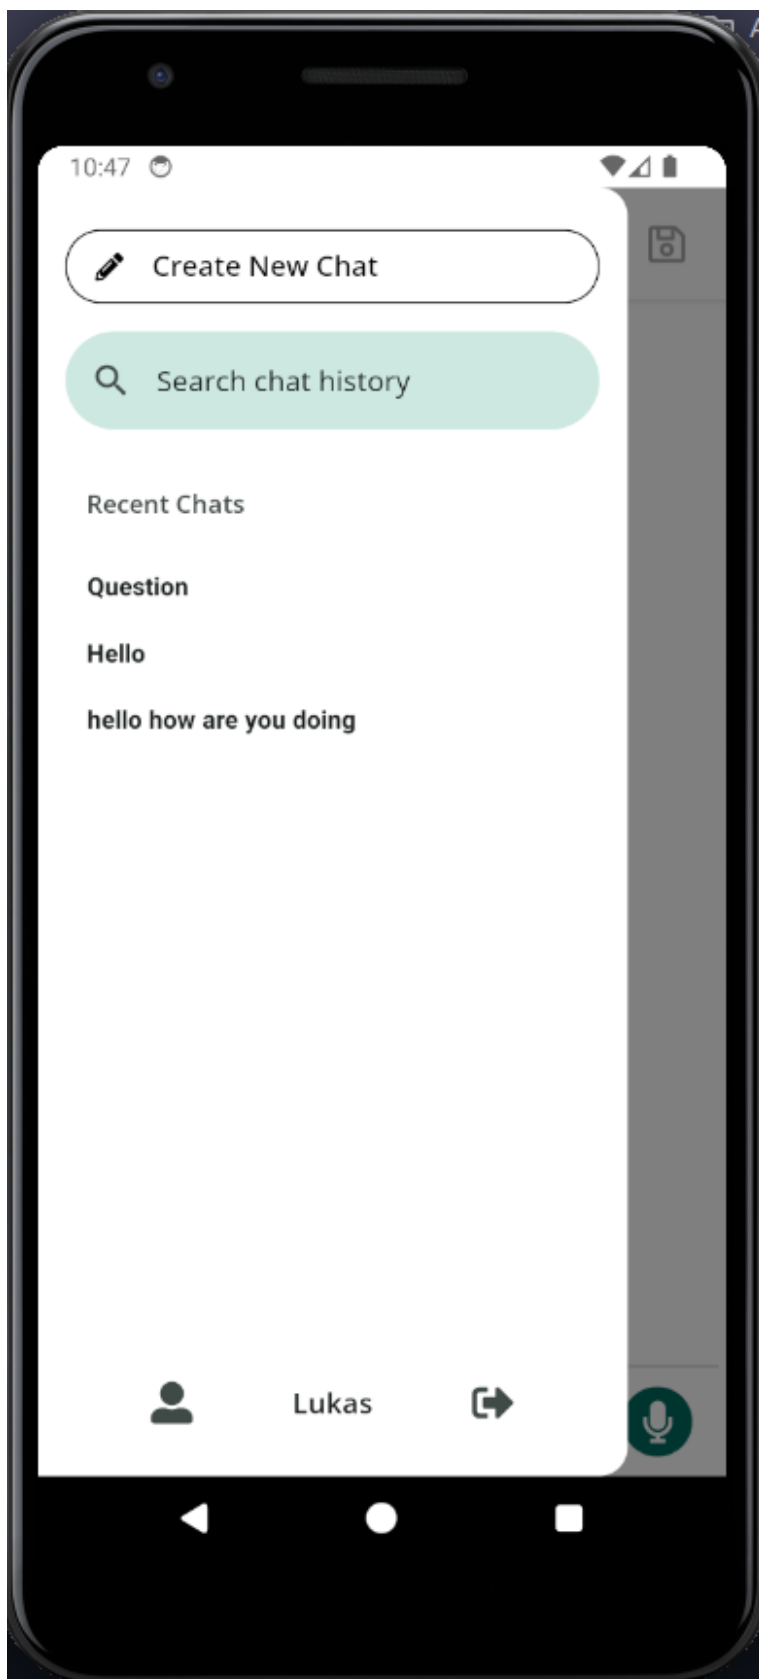 A
10:47
Create New Chat
Search chat history
Recent Chats
Question
Hello
hello how are you doing
Lukas